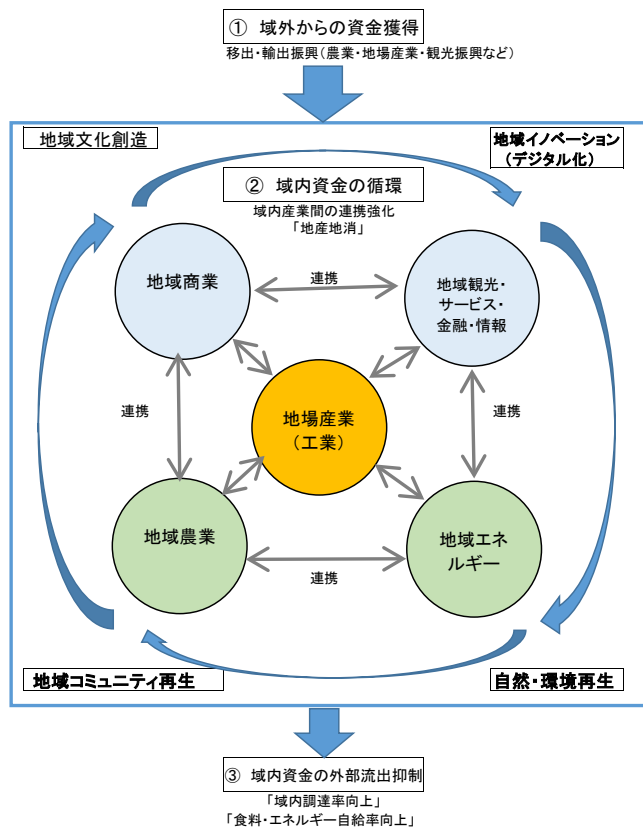 ① 域外からの資金獲得
移出・輸出振興（農業・地場産業・観光振興など）
地域文化創造
地域イノベーション
（デジタル化）
② 域内資金の循環
域内産業間の連携強化
「地産地消」
地域商業
連携
地域観光・
サービス・
金融・情報
連携
地場産業
（工業）
連携
地域農業
地域エネ
ルギー
連携
地域コミュニティ再生
自然・環境再生
③ 域内資金の外部流出抑制
「域内調達率向上」
「食料・エネルギー自給率向上」